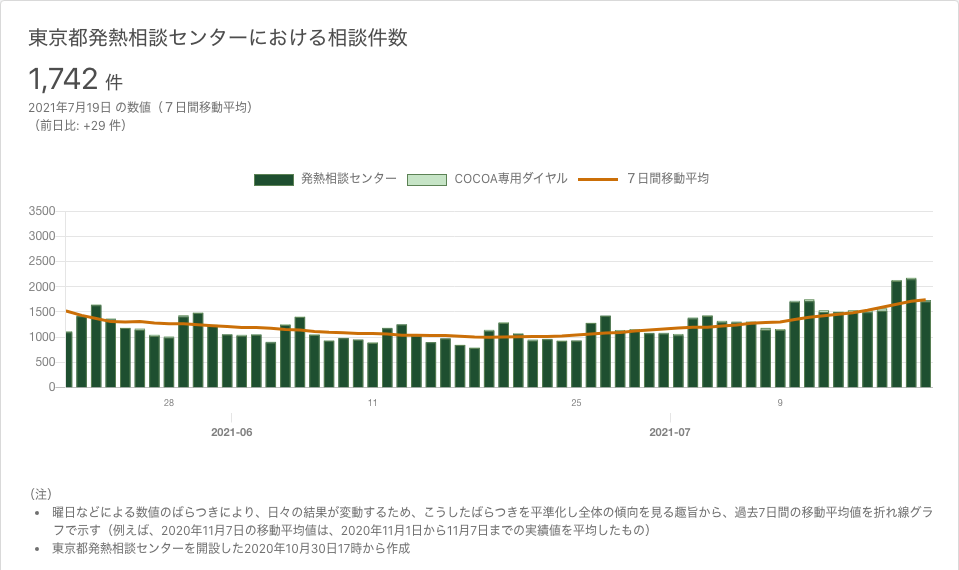 東京都発熱相談センターにおける相談件数
1,742 件
2021年7月19日 の数値（７日間移動平均）
（前日比: +29 件）
発熱相談センター COCOA専用ダイヤル ７日間移動平均
3500
3000
2500
2000
1500
1000
500
0
28 11 25 9
2021-06 2021-07
（注）
• 曜日などによる数値のばらつきにより、日々の結果が変動するため、こうしたばらつきを平準化し全体の傾向を見る趣旨から、過去7日間の移動平均値を折れ線グラ
フで示す（例えば、2020年11月7日の移動平均値は、2020年11月1日から11月7日までの実績値を平均したもの）
• 東京都発熱相談センターを開設した2020年10月30日17時から作成